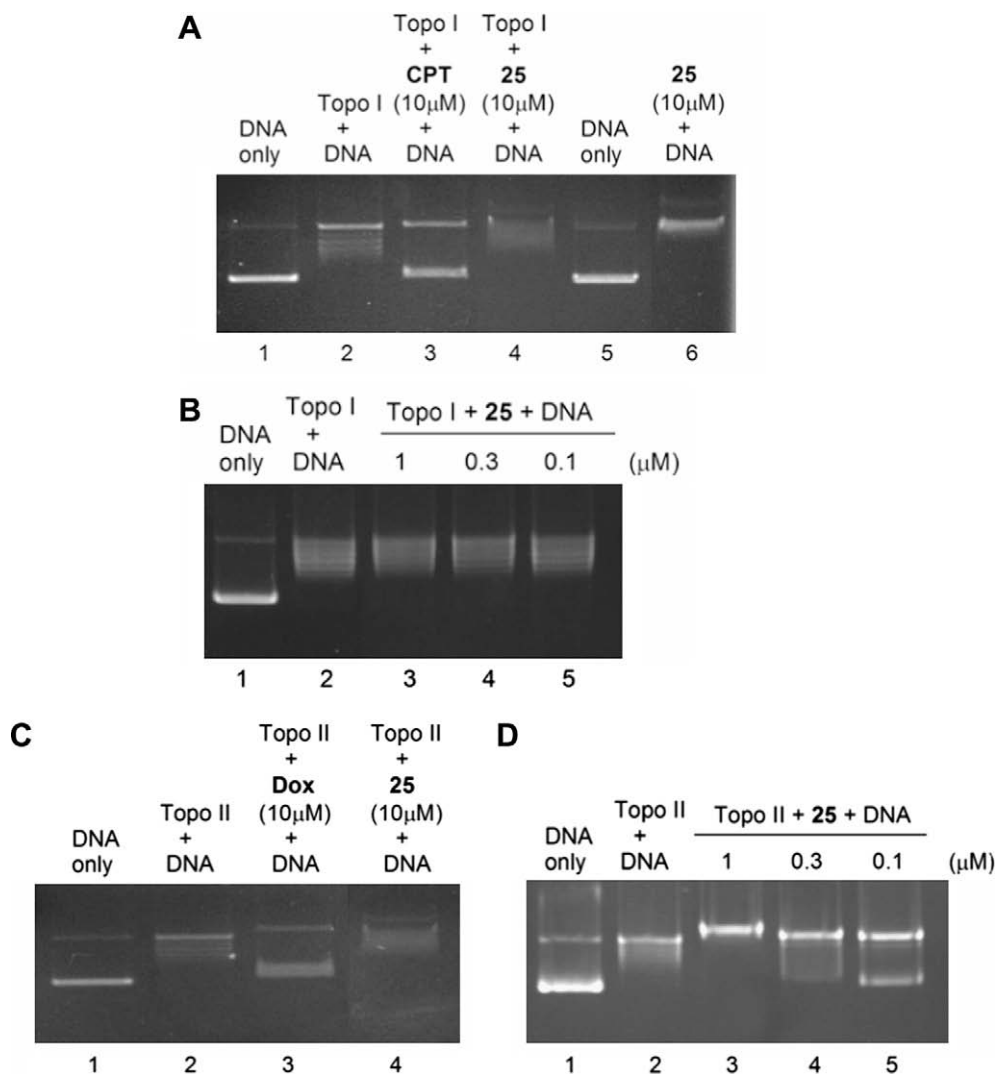 A
DNA
only
Topo I
+
DNA
Topo I
+
CPT
(10μM)
+
DNA
Topo I
+
25
(10μM)
+
DNA
DNA
only
25
(10μM)
+
DNA
1 2 3 4 5 6
B
DNA
only
Topo I
+
DNA
Topo I + 25 + DNA
1 0.3 0.1 (μM)
1 2 3 4 5
C
DNA
only
Topo II
+
DNA
Topo II
+
Dox
(10μM)
+
DNA
Topo II
+
25
(10μM)
+
DNA
1 2 3 4
D
DNA
only
Topo II
+
DNA
Topo II + 25 + DNA
1 0.3 0.1 (μM)
1 2 3 4 5